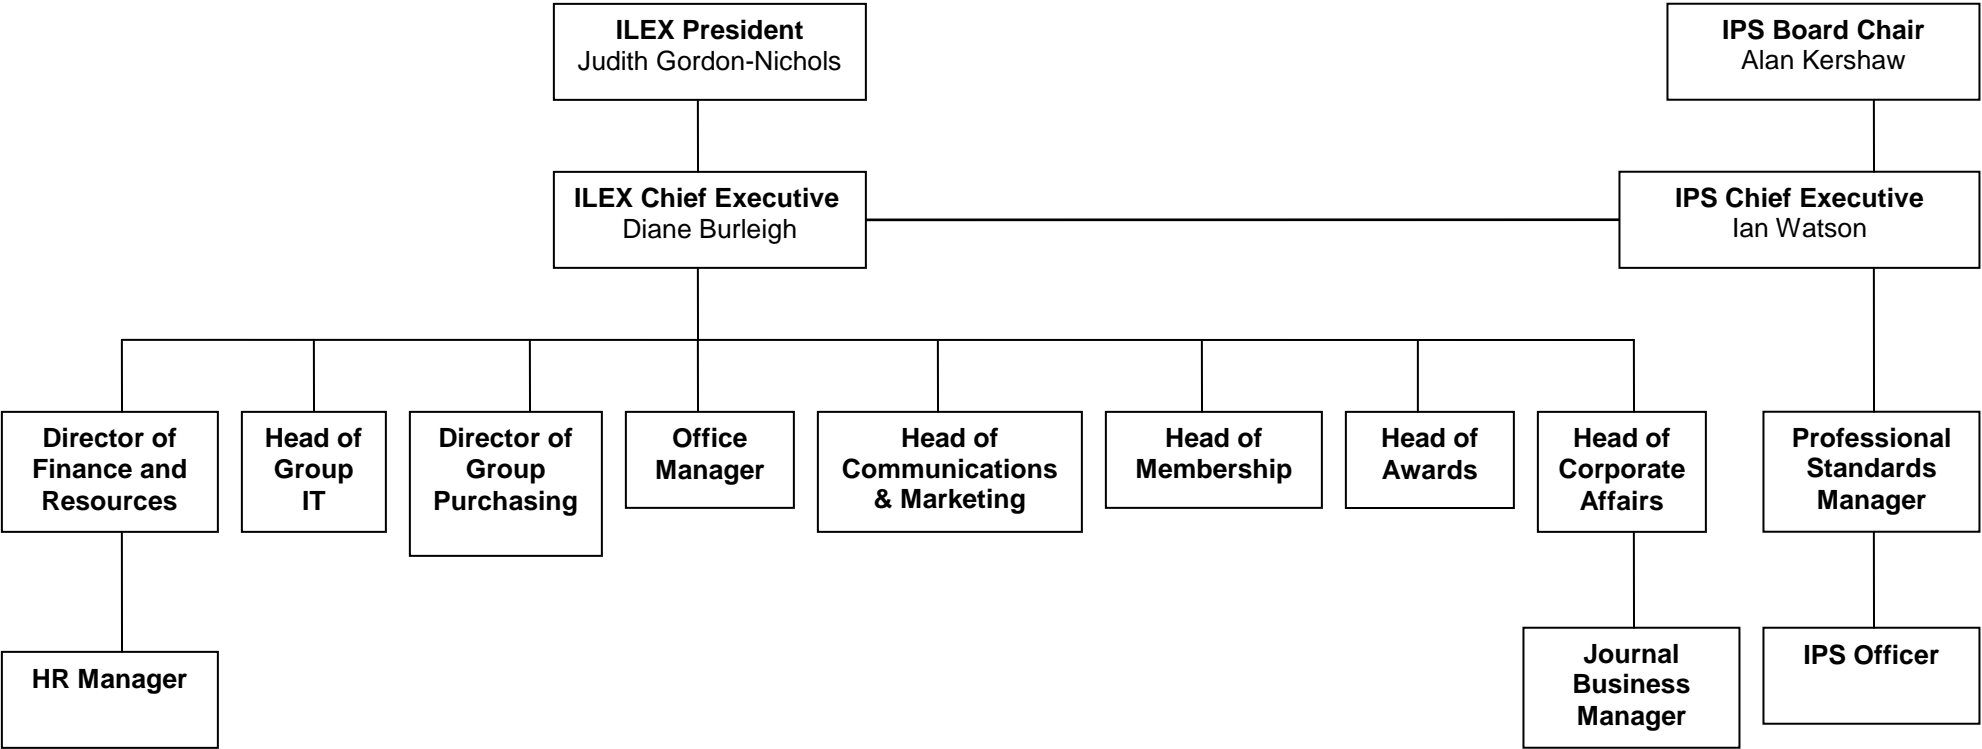 ILEX President
Judith Gordon-Nichols
IPS Board Chair
Alan Kershaw
ILEX Chief Executive
Diane Burleigh
IPS Chief Executive
Ian Watson
Director of
Finance and
Resources
Head of
Group
IT
Director of
Group
Purchasing
Office
Manager
Head of
Communications
& Marketing
Head of
Membership
Head of
Awards
Head of
Corporate
Affairs
Professional
Standards
Manager
HR Manager
Journal
Business
Manager
IPS Officer